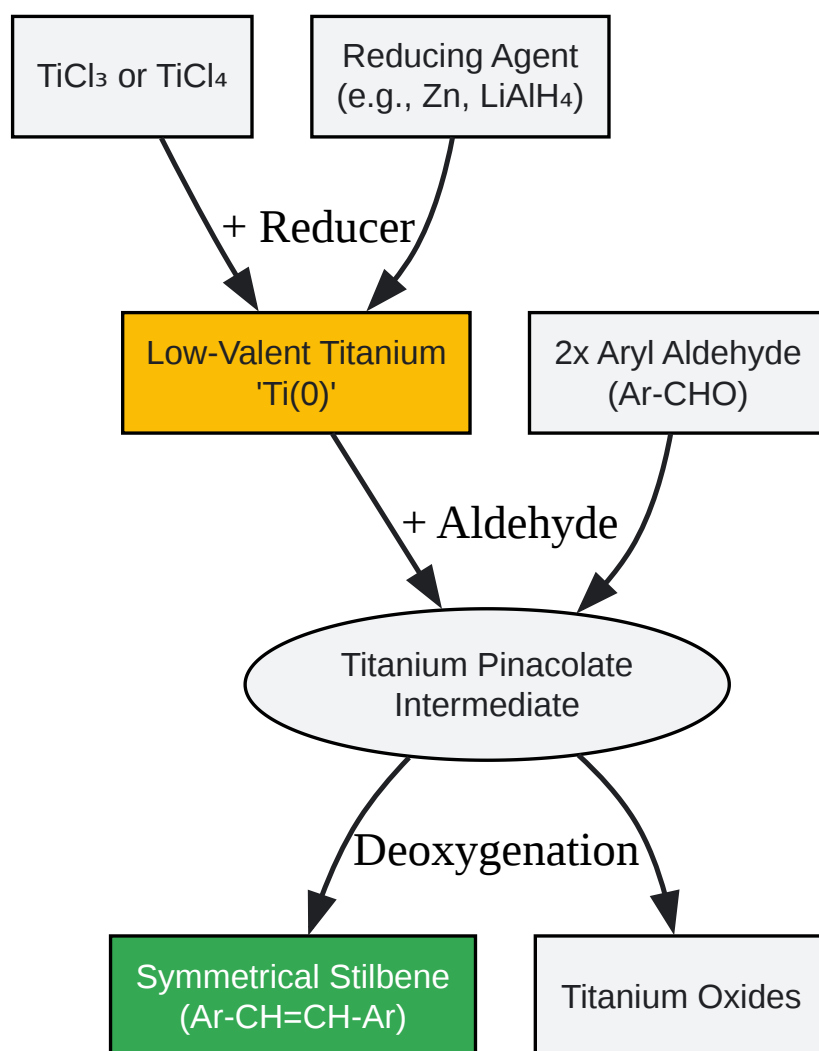 TiCl₃ or TiCl₄
Reducing Agent
(e.g., Zn, LiAlH₄)
+ Reducer
Low-Valent Titanium
'Ti(0)'
2x Aryl Aldehyde
(Ar-CHO)
+ Aldehyde
Titanium Pinacolate
Intermediate
Deoxygenation
Symmetrical Stilbene
(Ar-CH=CH-Ar)
Titanium Oxides